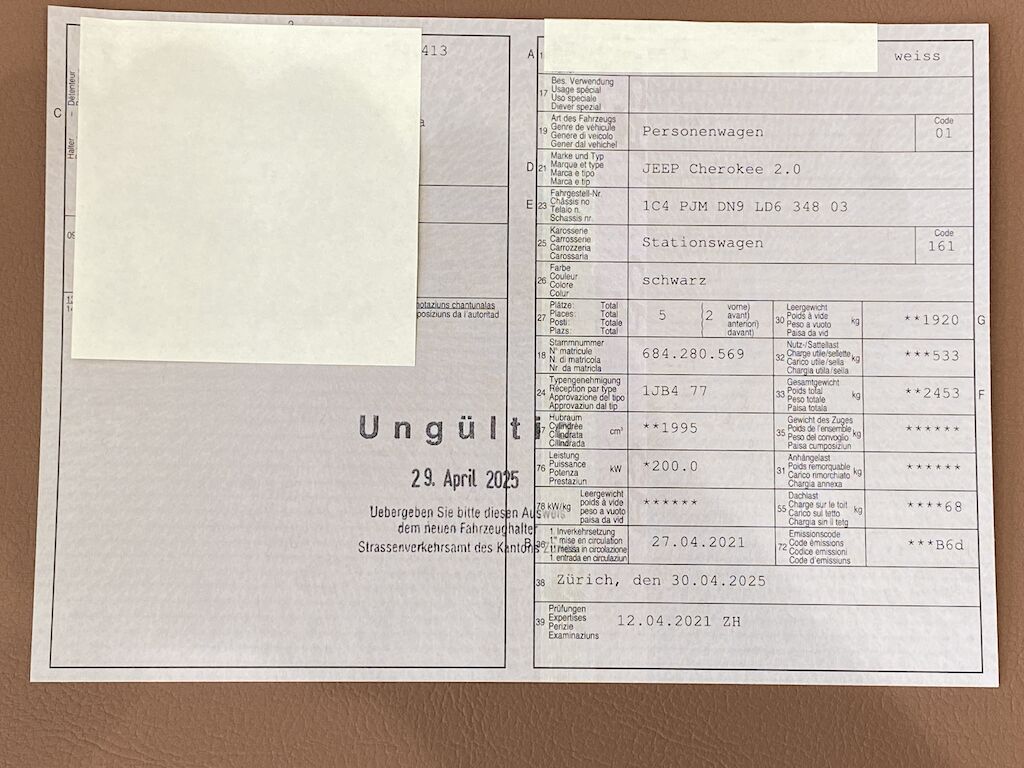 413
C
Halter
Détenteur
a
09
notaziuns chantunalas
posiziuns da l'autoritad
Ungülti
29. April 2025
Uebergeben Sie bitte diesen Ausweis
dem neuen Fahrzeughalter
Strassenverkehrsamt des Kantons
A
weiss
17
Bes. Verwendung
Usage spécial
Uso speciale
Diever spezial
19
Art des Fahrzeugs
Genre de véhicule
Genere di veicolo
Gener dal vehichel
Personenwagen
Code
01
D
21
Marke und Typ
Marque et type
Marca e tipo
Marca e tip
JEEP Cherokee 2.0
E
23
Fahrgestell-Nr.
Châssis no
Telaio n.
Schassis nr.
1C4 PJM DN9 LD6 348 03
25
Karosserie
Carrosserie
Carrozzeria
Carossaria
Stationswagen
Code
161
26
Farbe
Couleur
Colore
Colur
schwarz
27
Plätze: Total
Places: Total
Posti: Totale
Plazs: Total
5
(2
vorne)
avant)
anteriori)
davant)
30
Leergewicht
Poids à vide
Peso a vuoto
Paisa da vid
kg
**1920
G
18
Stammnummer
N° matricule
N. di matricola
Nr. da matricla
684.280.569
32
Nutz-/Sattellast
Charge utile/sellette
Carico utile/sella
Chargia utila/sella
kg
***533
24
Typengenehmigung
Réception par type
Approvazione del tipo
Approvaziun dal tip
1JB4 77
33
Gesamtgewicht
Poids total
Peso totale
Paisa totala
kg
**2453
F
37
Hubraum
Cylindrée
Cilindrata
Cilindrada
cm³
**1995
35
Gewicht des Zuges
Poids de l'ensemble
Peso del convoglio
Paisa cumposiziun
kg
******
76
Leistung
Puissance
Potenza
Prestaziun
kW
*200.0
31
Anhängelast
Poids remorquable
Carico rimorchiato
Chargia annexa
kg
******
78 kW/kg
Leergewicht
poids à vide
peso a vuoto
paisa da vid
******
55
Dachlast
Charge sur le toit
Carico sul tetto
Chargia sin il tetg
kg
****68
B
36
1. Inverkehrsetzung
1re mise en circulation
1. messa in circolazione
1. entrada en circulaziun
27.04.2021
72
Emissionscode
Code émissions
Codice emissioni
Code d'emissiuns
***B6d
38
Zürich, den 30.04.2025
39
Prüfungen
Expertises
Perizie
Examinaziuns
12.04.2021 ZH